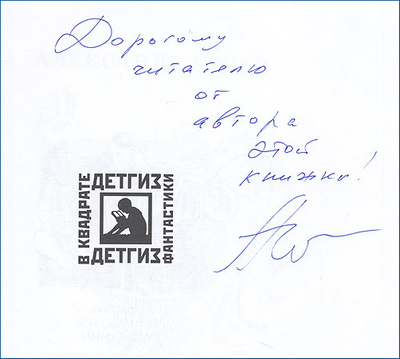 Дорогому
читателю
от
автора
этой
книжки!
ДЕТГИЗ
В КВАДРАТЕ
ФАНТАСТИКИ
ДЕТГИЗ